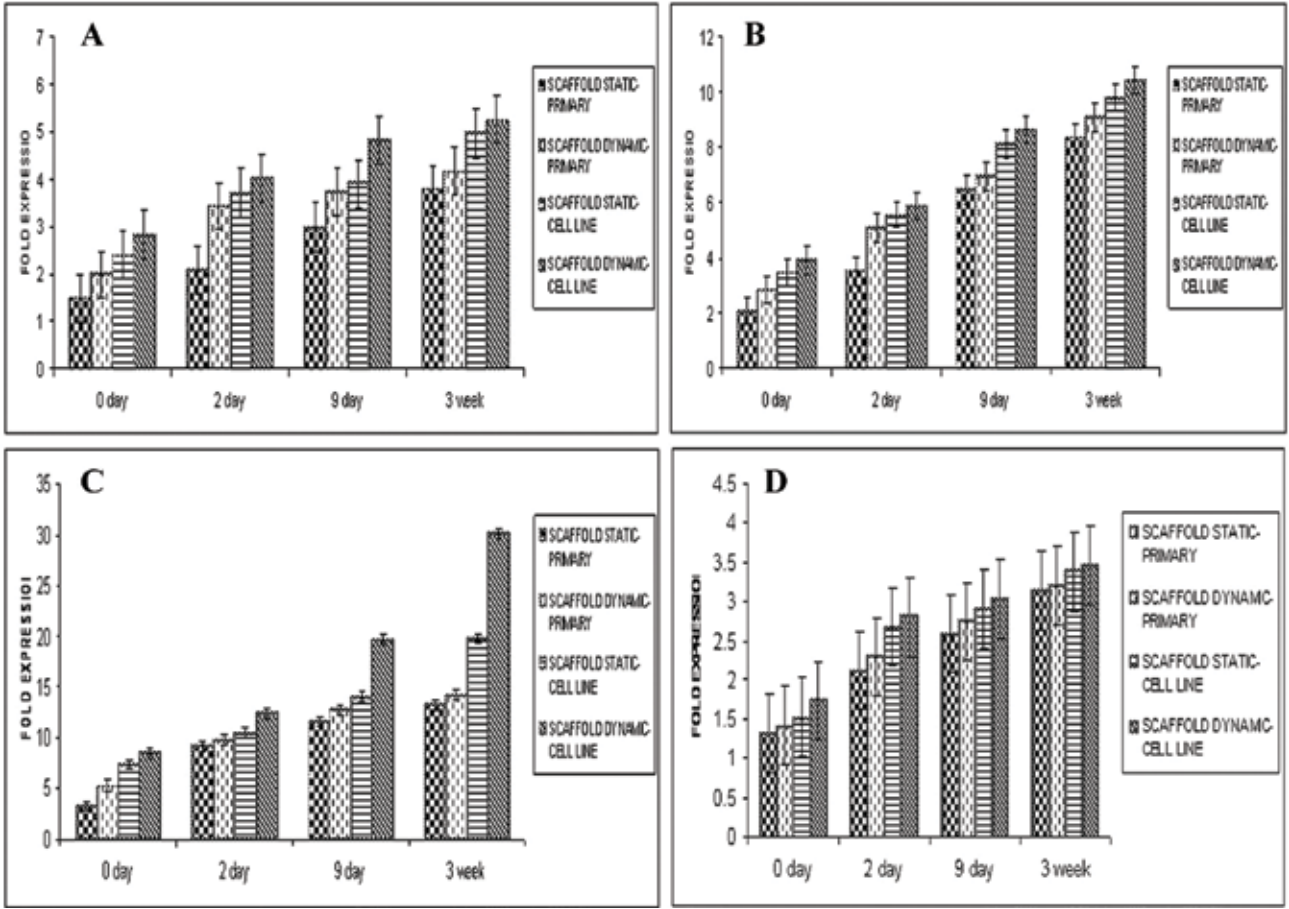 A
7
6
5
4
3
2
1
0
FOLD EXPRESSIO
0 day
2 day
9 day
3 week
SCAFFOLD STATIC-
PRIMARY
SCAFFOLD DYNAMIC-
PRIMARY
SCAFFOLD STATIC-
CELL LINE
SCAFFOLD DYNAMIC-
CELL LINE
B
12
10
8
6
4
2
0
FOLD EXPRESSIO
0 day
2 day
9 day
3 week
SCAFFOLD STATIC-
PRIMARY
SCAFFOLD DYNAMIC-
PRIMARY
SCAFFOLD STATIC-
CELL LINE
SCAFFOLD DYNAMIC-
CELL LINE
C
35
30
25
20
15
10
5
0
FOLD EXPRESSIOI
0 day
2 day
9 day
3 week
SCAFFOLD STATIC-
PRIMARY
SCAFFOLD DYNAMIC-
PRIMARY
SCAFFOLD STATIC-
CELL LINE
SCAFFOLD DYNAMIC-
CELL LINE
D
4.5
4
3.5
3
2.5
2
1.5
1
0.5
0
FOLD EXPRESSIOI
0 day
2 day
9 day
3 week
SCAFFOLD STATIC-
PRIMARY
SCAFFOLD DYNAMIC-
PRIMARY
SCAFFOLD STATIC-
CELL LINE
SCAFFOLD DYNAMIC-
CELL LINE